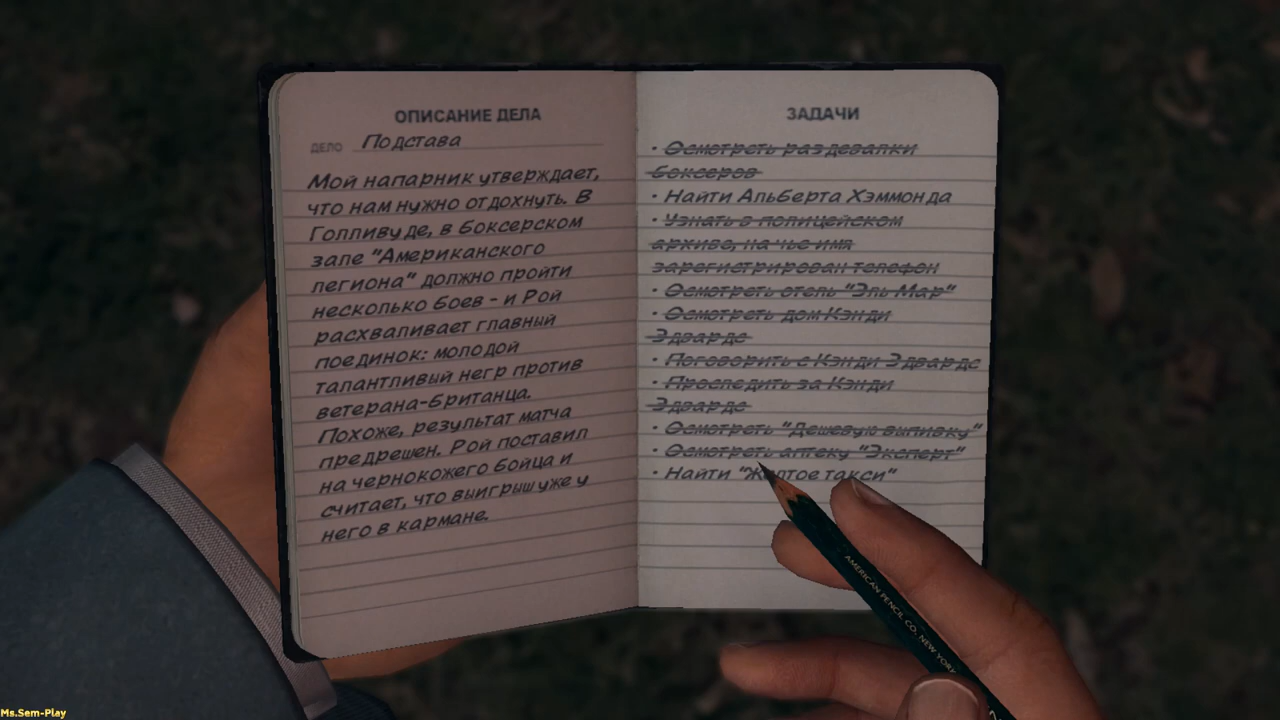 ОПИСАНИЕ ДЕЛА
ДЕЛО Подстава
Мой напарник утверждает,
что нам нужно отдохнуть. В
Голливуде, в боксерском
зале "Американского
легиона" должно пройти
несколько боев - и Рой
расхваливает главный
поединок: молодой
талантливый негр против
ветерана-британца.
Похоже, результат матча
предрешен. Рой поставил
на чернокожего бойца и
считает, что выигрыш уже у
него в кармане.
ЗАДАЧИ
· Осмотреть раздевалки
боксеров
· Найти Альберта Хэммонда
· Узнать в полицейском
архиве, на чье имя
зарегистрирован телефон
· Осмотреть отель "Эль Мар"
· Осмотреть дом Кэнди
Эдвардс
· Поговорить с Кэнди Эдвардс
· Проследить за Кэнди
Эдвардс
· Осмотреть "Дешевую выпивку"
· Осмотреть аптеку "Эксперт"
· Найти "Желтое такси"
AMERICAN PENCIL CO. NEW YORK
Ms.Sem-Play